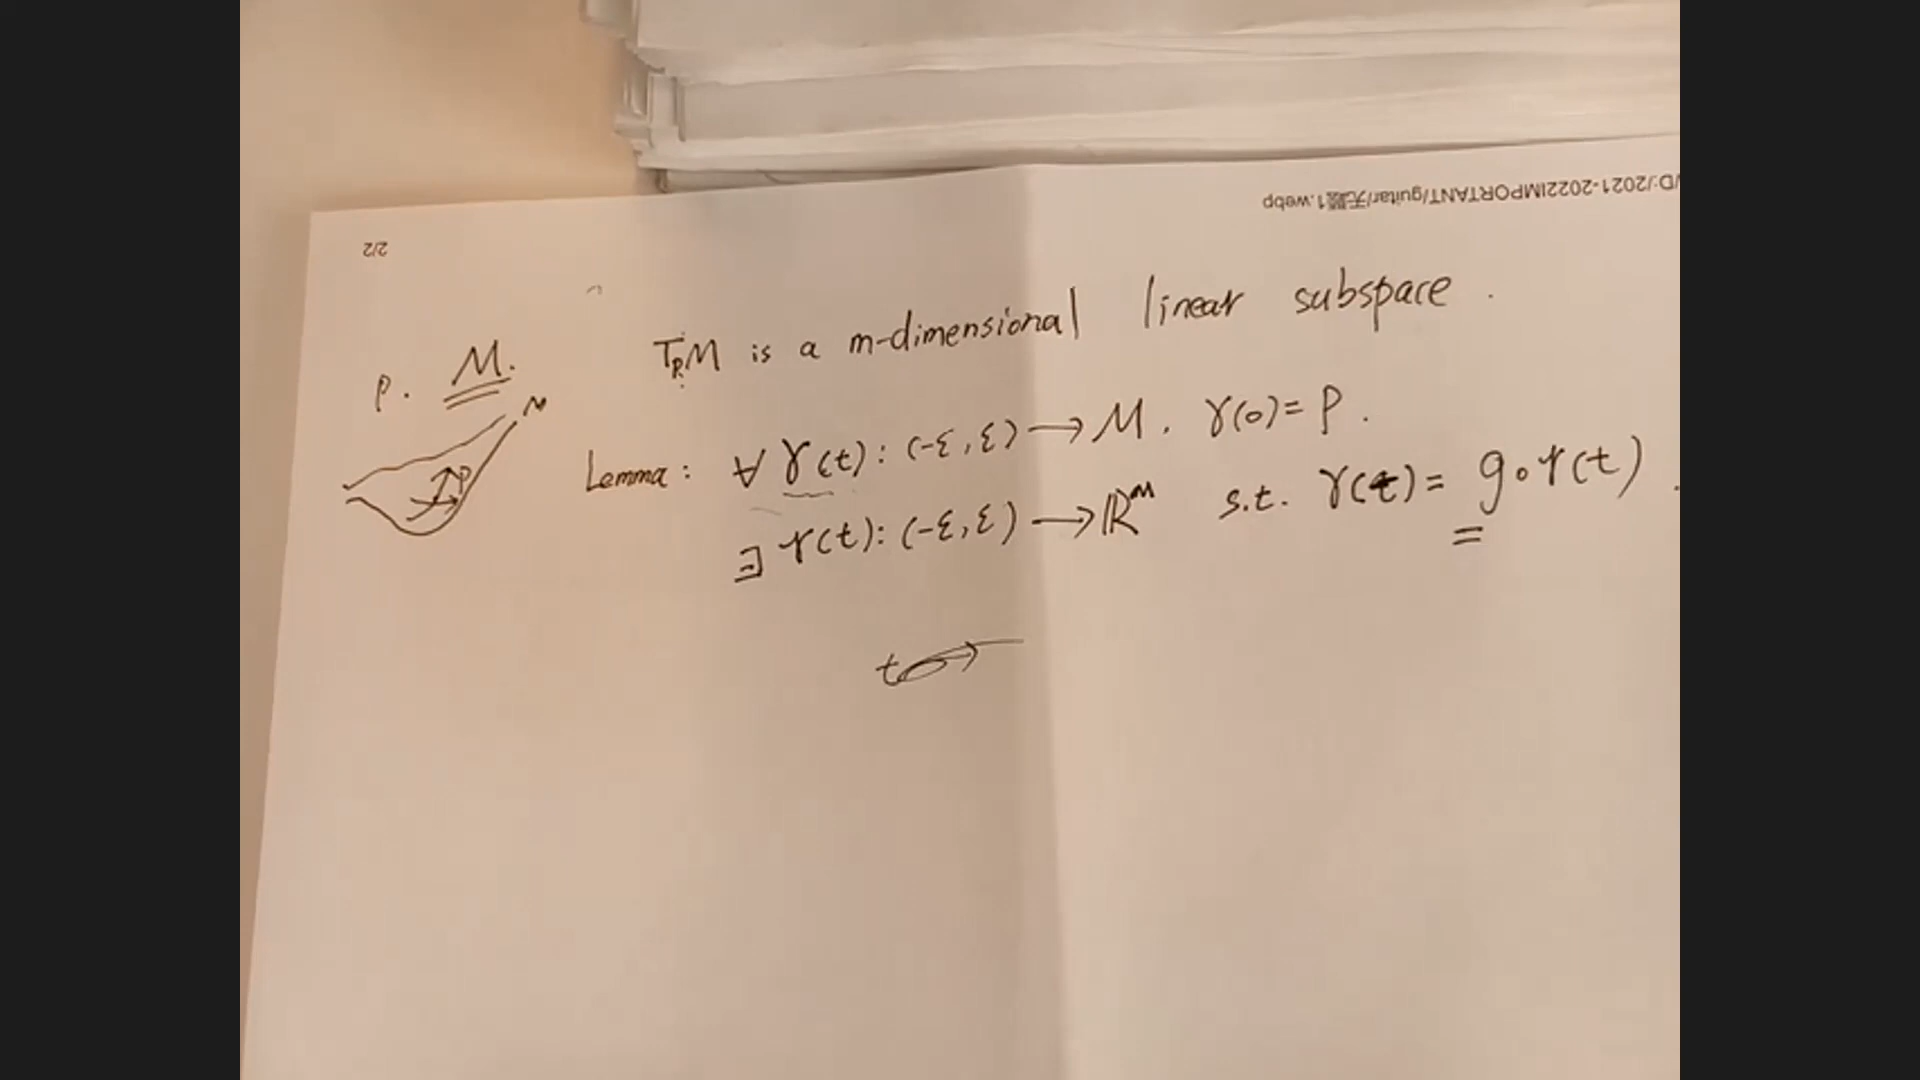 /D:/2021-2022IMPORTANT/guitar/无题1.webp
2/2
TpM is a m-dimensional linear subspace.
P. M.
M
P
Lemma: ∀ γ(t): (-ε, ε) → M. γ(0) = P.
∃ r(t): (-ε, ε) → ℝᵐ s.t. γ(t) = g∘r(t).
t